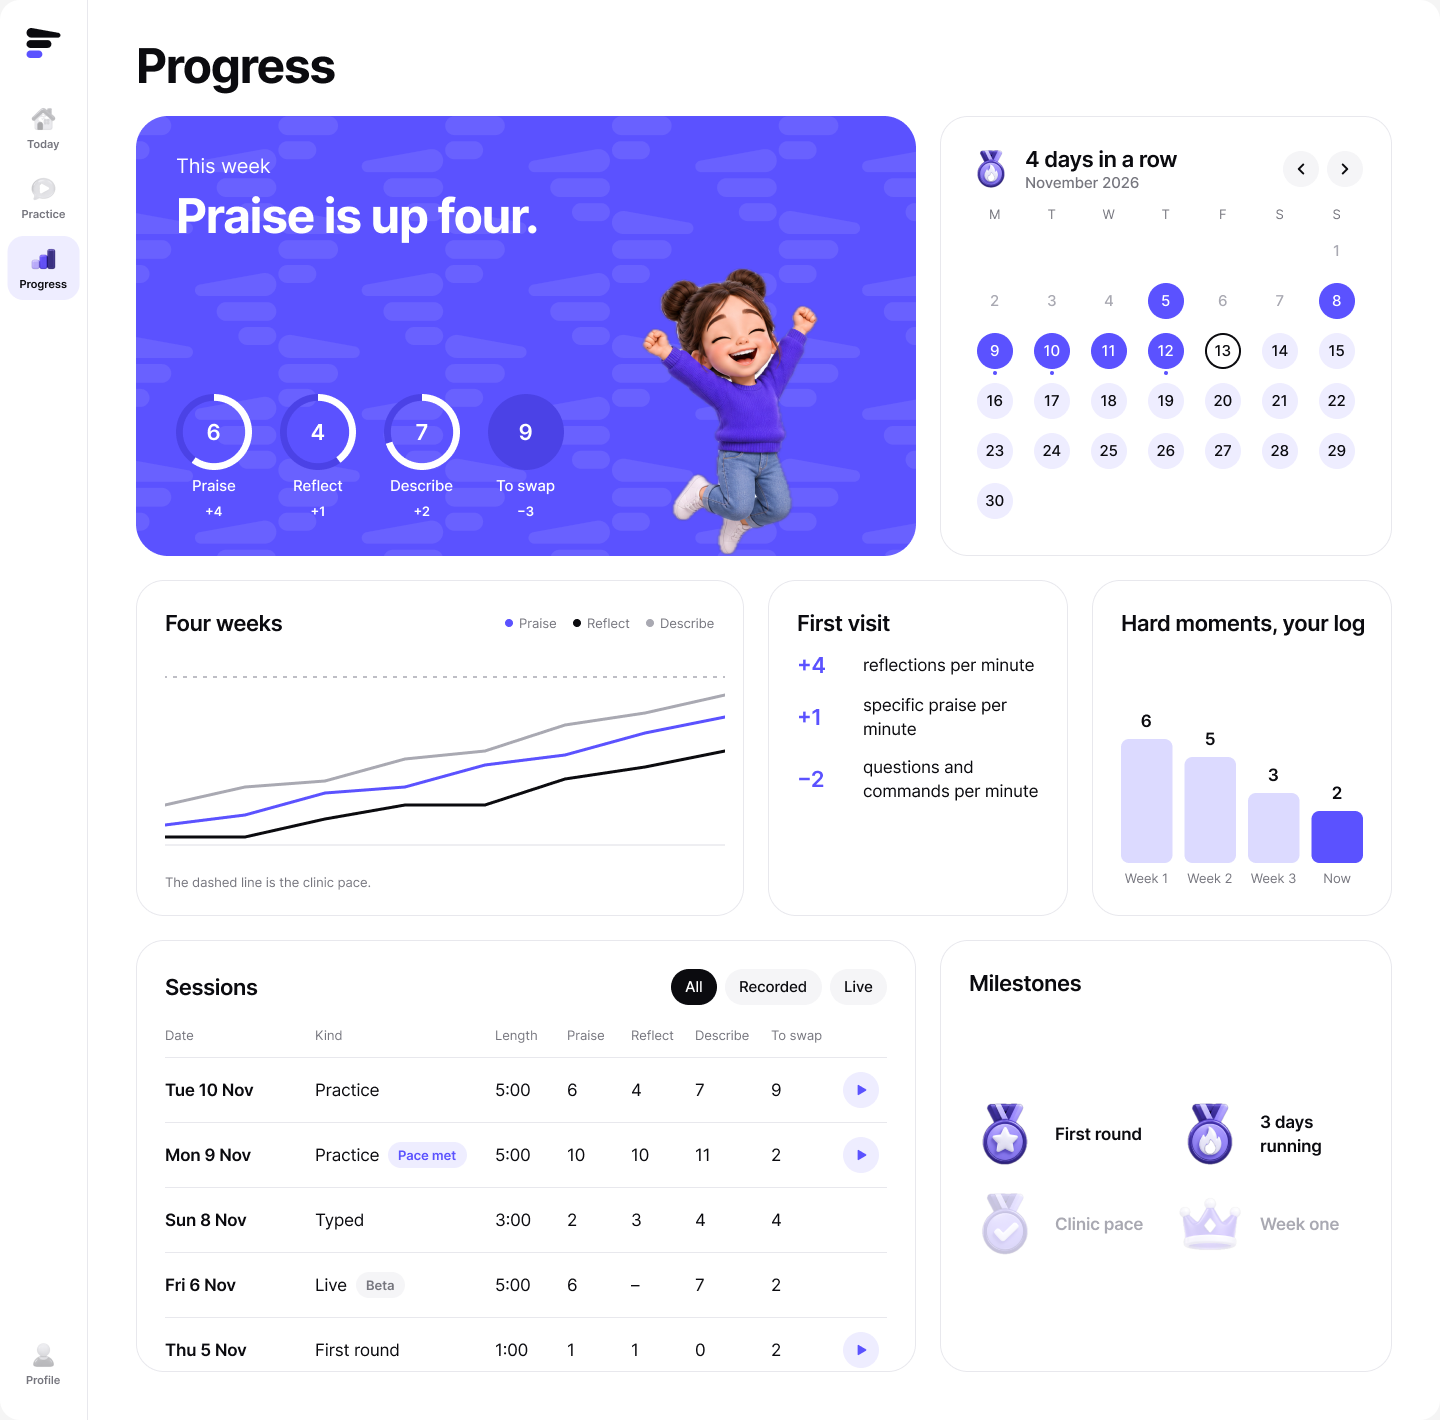 Progress
Today
Practice
Progress
Profile
This week
Praise is up four.
6
4
7
9
Praise
Reflect
Describe
To swap
+4
+1
+2
−3
4 days in a row
November 2026
M T W T F S S
1
2 3 4 5 6 7 8
9 10 11 12 13 14 15
16 17 18 19 20 21 22
23 24 25 26 27 28 29
30
Four weeks
Praise Reflect Describe
The dashed line is the clinic pace.
First visit
+4 reflections per minute
+1 specific praise per
minute
−2 questions and
commands per minute
Hard moments, your log
6
5
3
2
Week 1 Week 2 Week 3 Now
Sessions
All Recorded Live
Date Kind Length Praise Reflect Describe To swap
Tue 10 Nov Practice 5:00 6 4 7 9
Mon 9 Nov Practice Pace met 5:00 10 10 11 2
Sun 8 Nov Typed 3:00 2 3 4 4
Fri 6 Nov Live Beta 5:00 6 – 7 2
Thu 5 Nov First round 1:00 1 1 0 2
Milestones
First round
3 days
running
Clinic pace
Week one